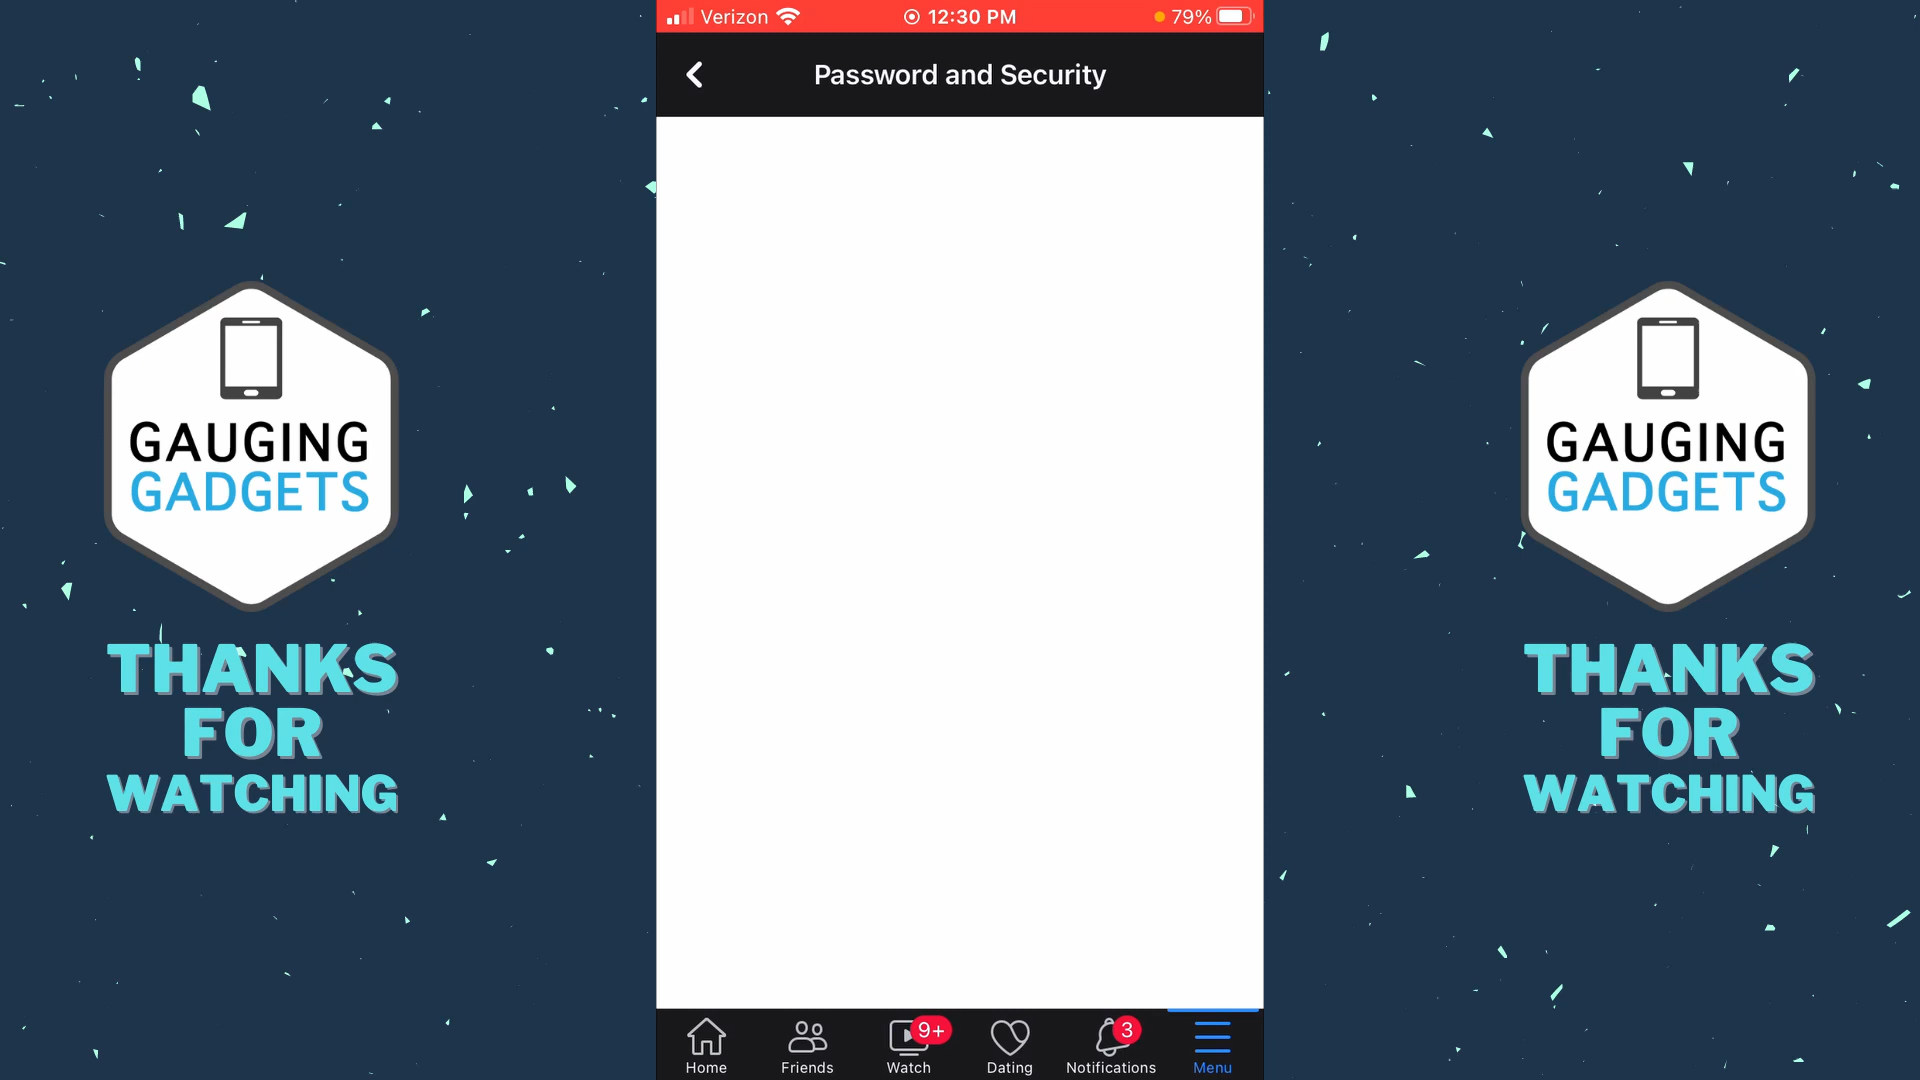 Verizon 12:30 PM 79%
Password and Security
GAUGING
GADGETS
THANKS
FOR
WATCHING
GAUGING
GADGETS
THANKS
FOR
WATCHING
9+ 3
Home Friends Watch Dating Notifications Menu